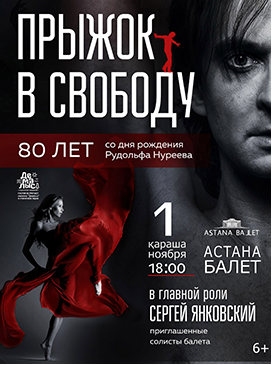 ПРЫЖОК
В СВОБОДУ
80 ЛЕТ
со дня рождения
Рудольфа Нуреева
ДеМалыс
1
қараша
ноября
18:00
ASTANA BALLET
АСТАНА
БАЛЕТ
в главной роли
СЕРГЕЙ ЯНКОВСКИЙ
приглашенные
солисты балета
6+